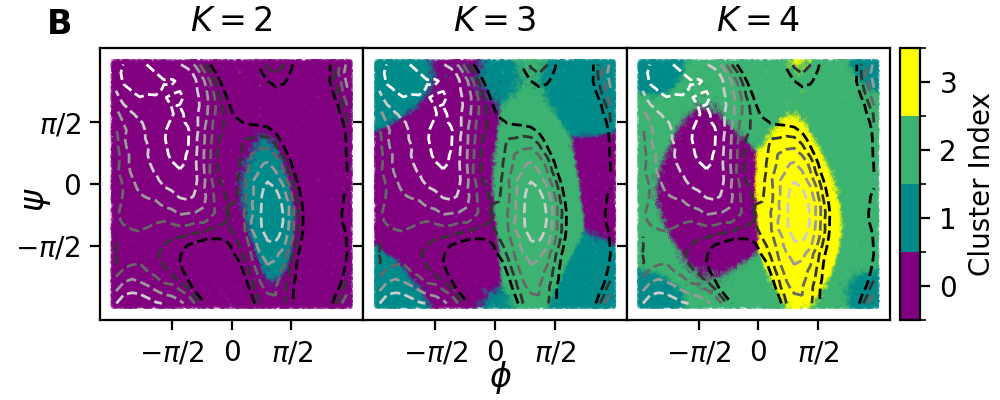 B
K = 2
K = 3
K = 4
ψ
π/2
0
−π/2
−π/2 0 π/2
−π/2 0 π/2
−π/2 0 π/2
ϕ
3
2
1
0
Cluster Index